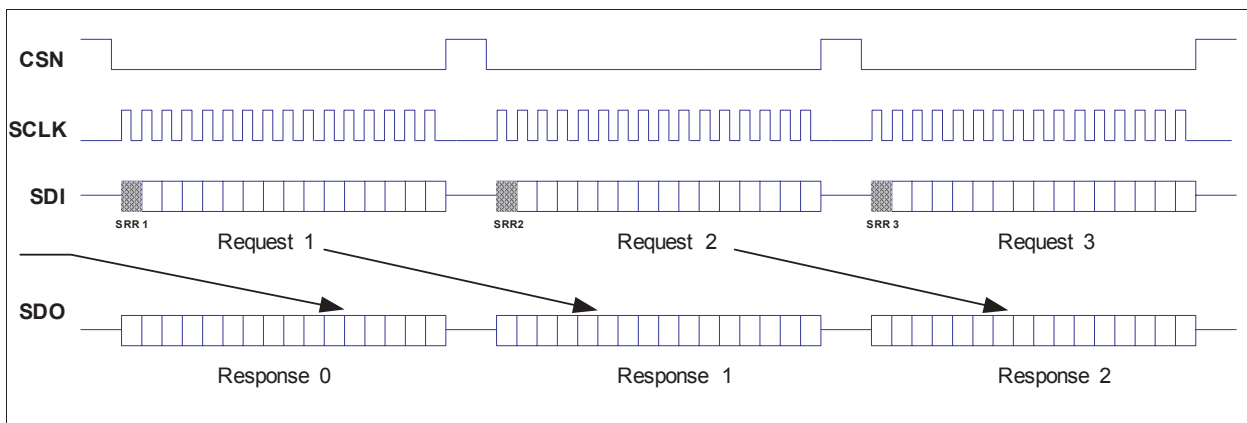 CSN
SCLK
SDI
SRR 1 SRR2 SRR 3
Request 1 Request 2 Request 3
SDO
Response 0 Response 1 Response 2